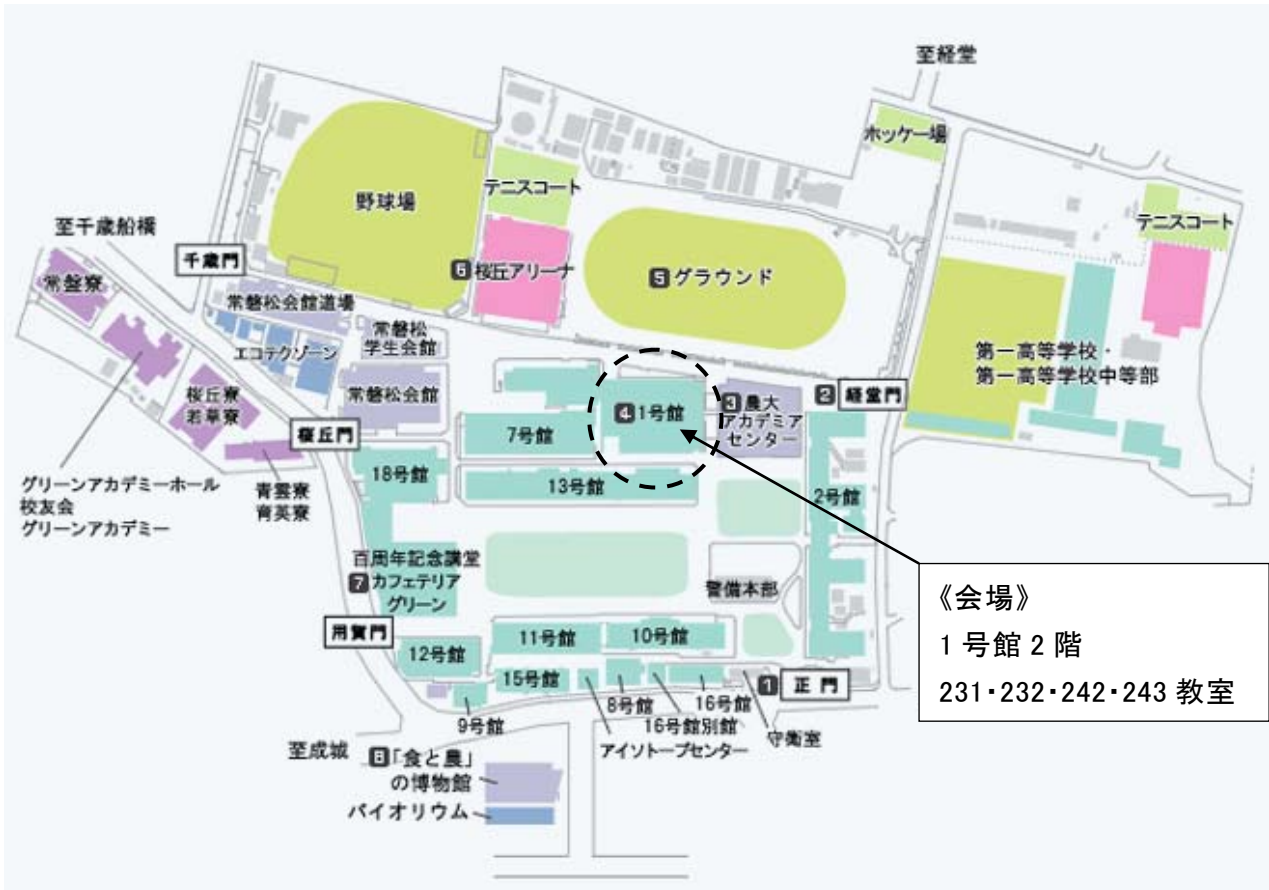 至経堂
ホッケー場
野球場
テニスコート
テニスコート
至千歳船橋
千歳門
6 桜丘アリーナ
5 グラウンド
常盤寮
常磐松会館道場
常磐松
学生会館
エコテクゾーン
第一高等学校・
第一高等学校中等部
桜丘寮
若草寮
常磐松会館
4 1号館
3 農大
アカデミア
センター
2 経堂門
桜丘門
7号館
18号館
13号館
2号館
グリーンアカデミーホール
校友会
グリーンアカデミー
青雲寮
育英寮
百周年記念講堂
7 カフェテリア
グリーン
警備本部
《会場》
1号館2階
231・232・242・243教室
用賀門
12号館
11号館
10号館
15号館
9号館
8号館
16号館
16号館別館
アイソトープセンター
1 正門
守衛室
至成城
8 「食と農」
の博物館
バイオリウム